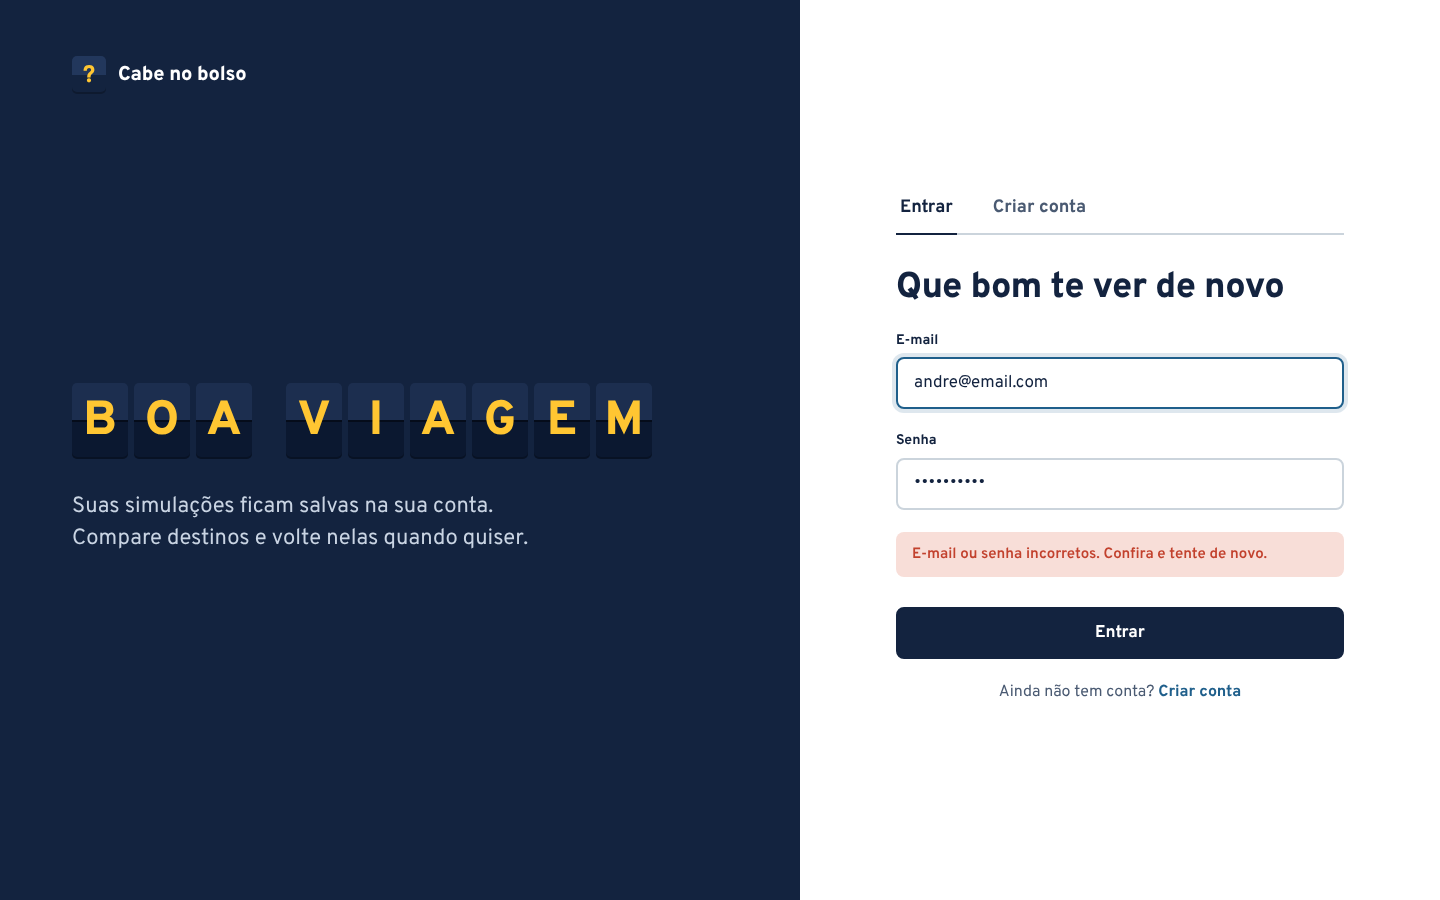 ? Cabe no bolso
BOA VIAGEM
Suas simulações ficam salvas na sua conta.
Compare destinos e volte nelas quando quiser.
Entrar Criar conta
Que bom te ver de novo
E-mail
andre@email.com
Senha
••••••••••
E-mail ou senha incorretos. Confira e tente de novo.
Entrar
Ainda não tem conta? Criar conta